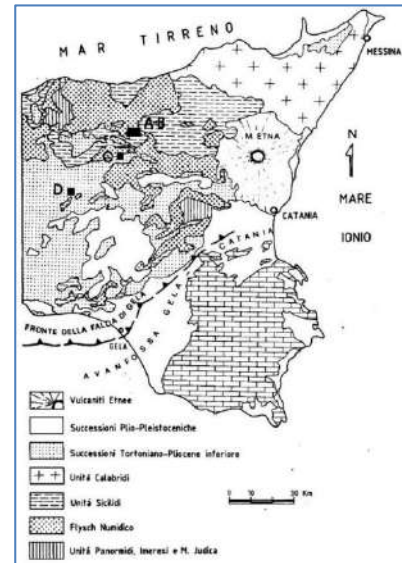 MAR TIRRENO
MESSINA
A-B
M. ETNA
C
N
D
MARE
IONIO
CATANIA
CATANIA
FRONTE DELLA FALDA DI GELA
GELA
AVANFOSSA GELA
Vulcaniti Etnee
Successioni Plio-Pleistoceniche
Successioni Tortoniano-Pliocene inferiore
Unità Calabridi
Unità Sicilidi
0 10 20 30 Km
Flysch Numidico
Unità Panormidi, Imeresi e M. Judica